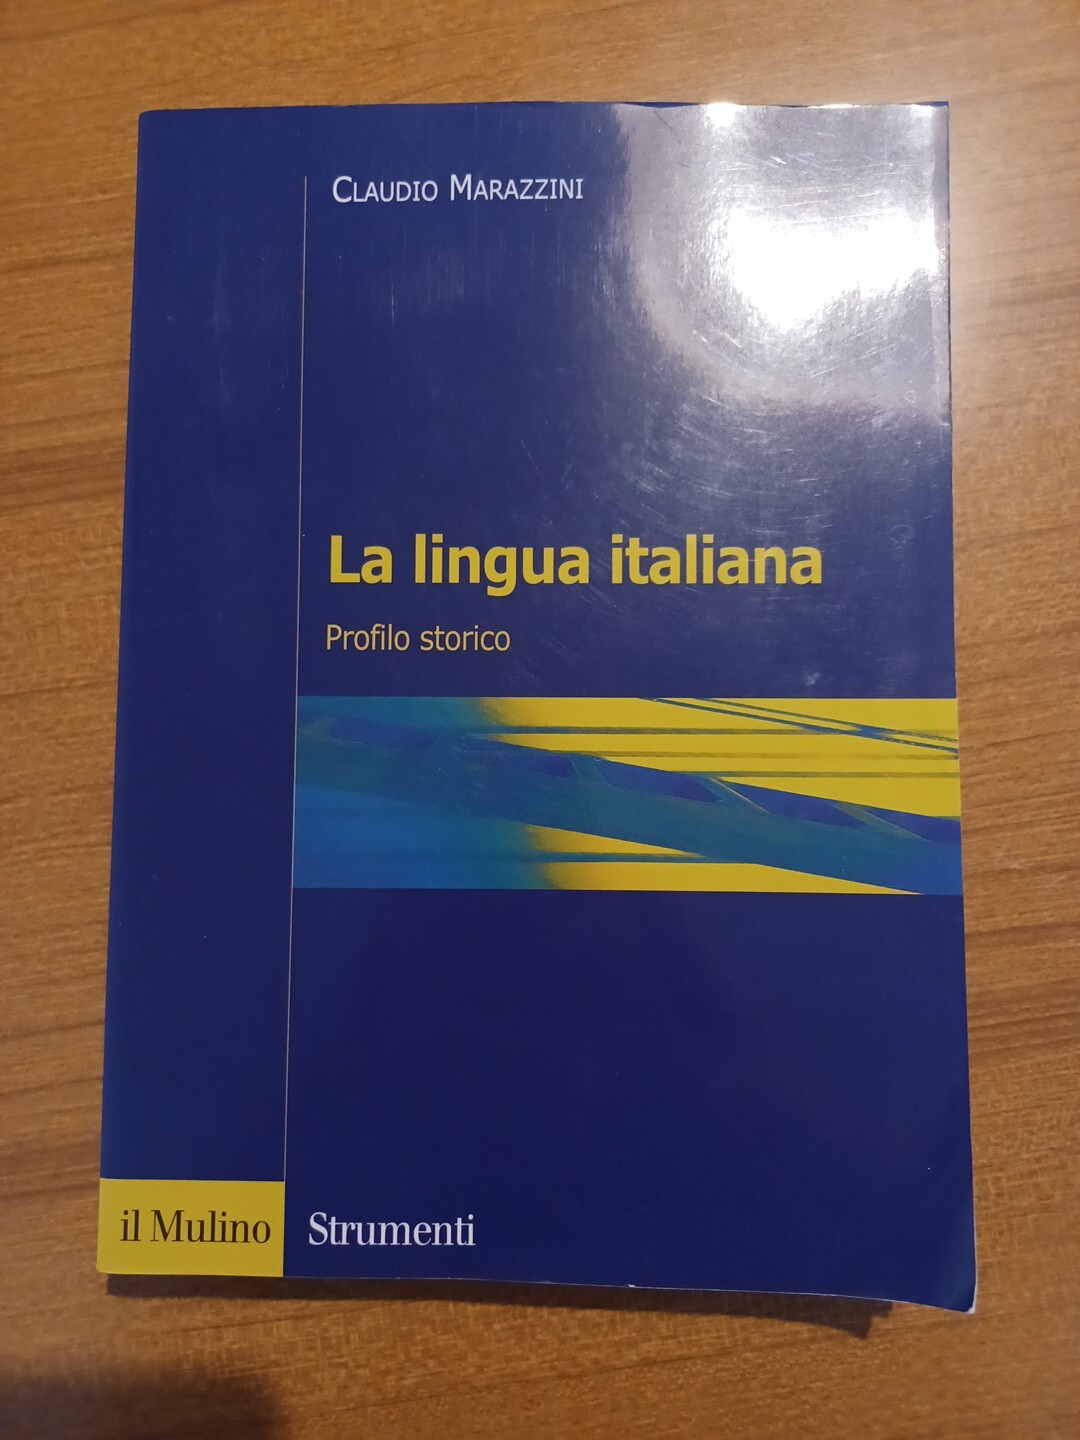 CLAUDIO MARAZZINI
La lingua italiana
Profilo storico
il Mulino
Strumenti